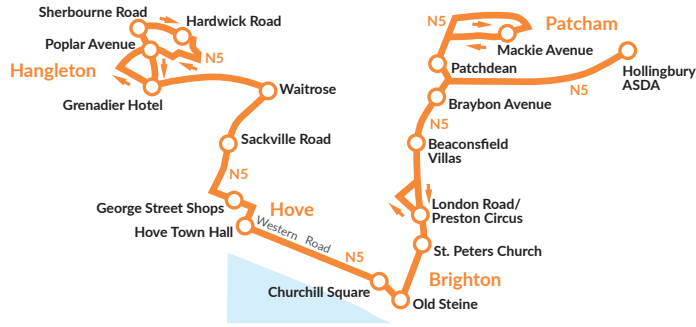 Sherbourne Road
Hardwick Road
Poplar Avenue
N5
Hangleton
Grenadier Hotel
Waitrose
Sackville Road
N5
George Street Shops
Hove
Hove Town Hall
Western Road
N5
Churchill Square
Old Steine
Brighton
St. Peters Church
London Road/
Preston Circus
Beaconsfield
Villas
N5
Braybon Avenue
Patchdean
N5
Patcham
Mackie Avenue
N5
Hollingbury
ASDA